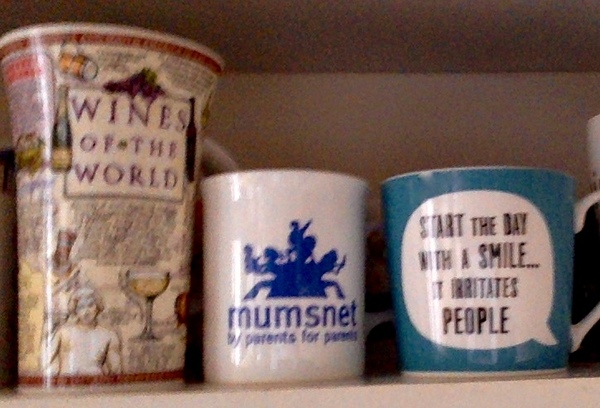 WINES
OF THE
WORLD
mumsnet
by parents for parents
START THE DAY
WITH A SMILE...
IT IRRITATES
PEOPLE